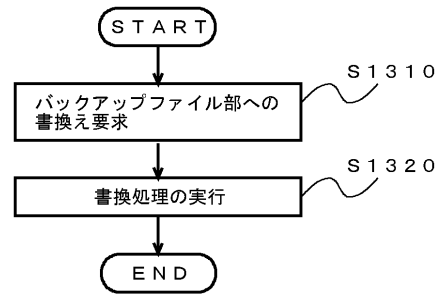 ＳＴＡＲＴ
Ｓ１３１０
バックアップファイル部への
書換え要求
Ｓ１３２０
書換処理の実行
ＥＮＤ